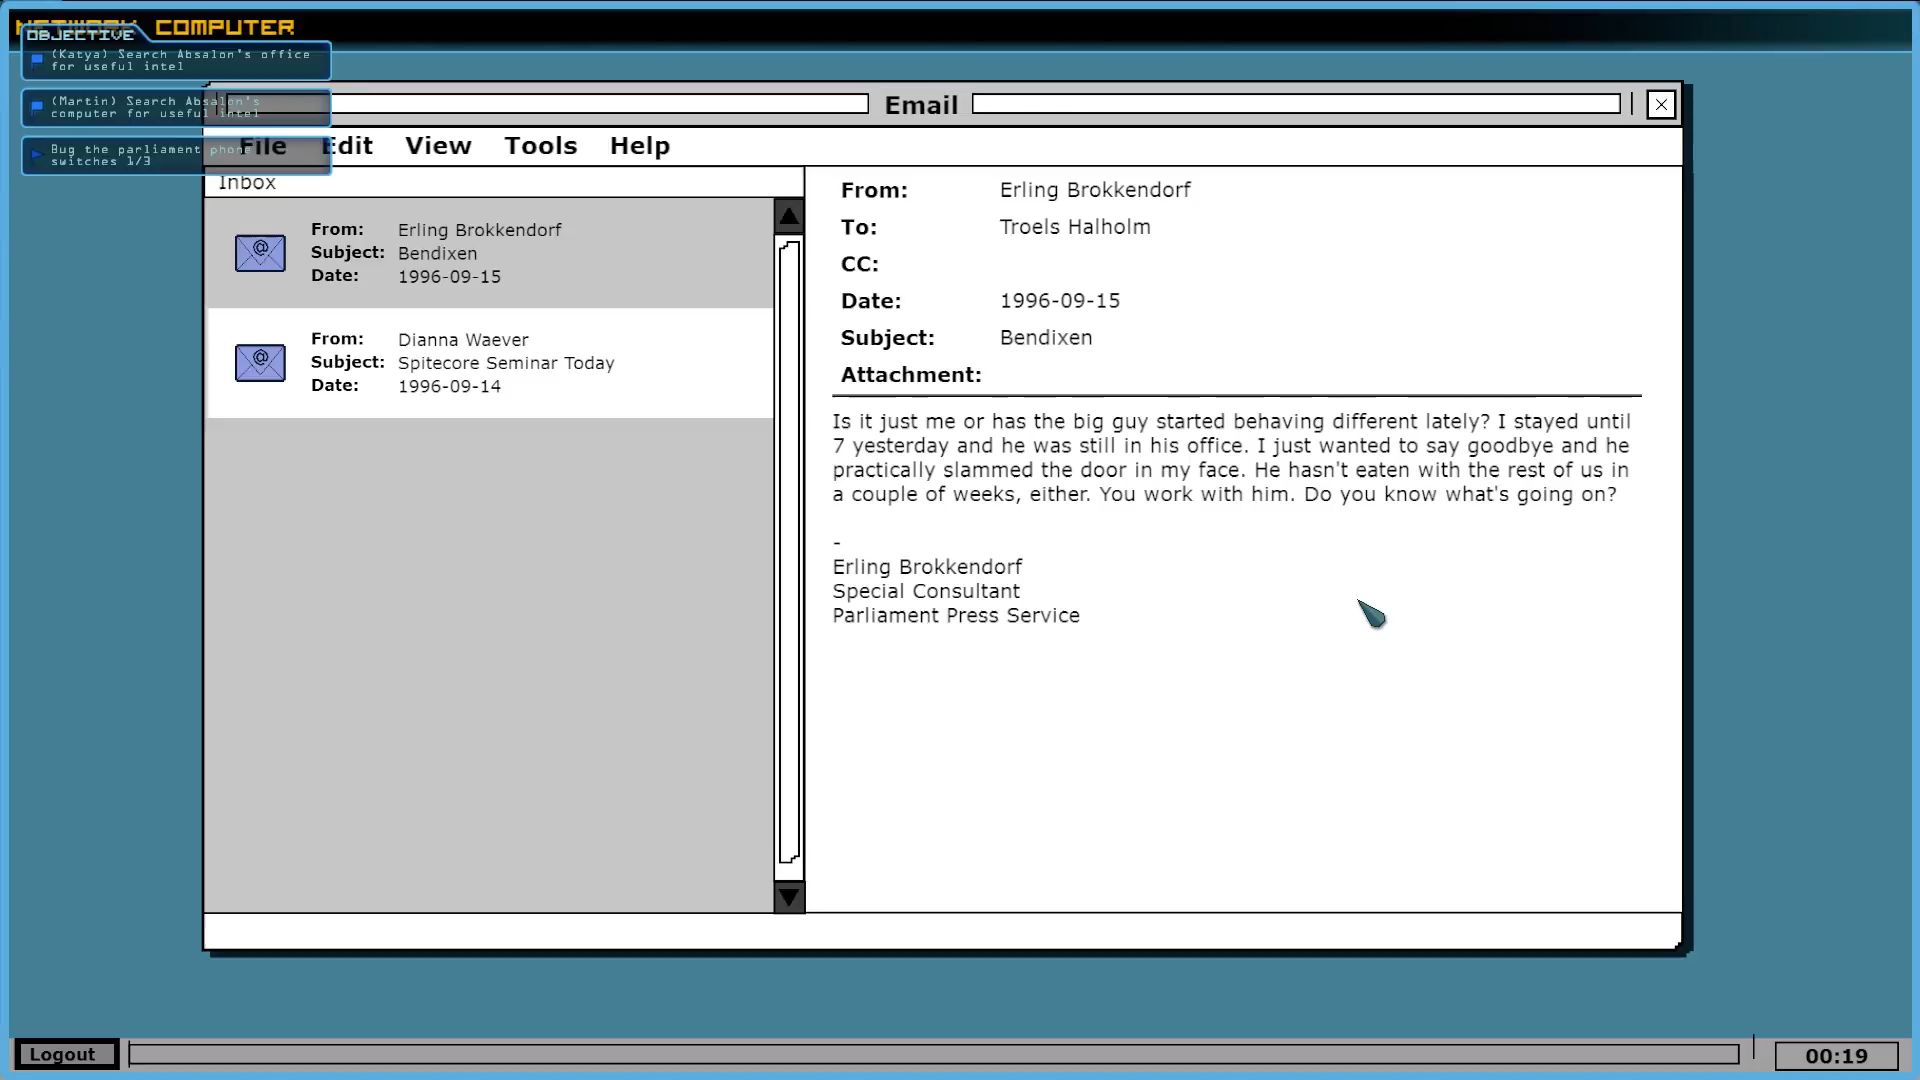 NETWORK COMPUTER
OBJECTIVE
(Katya) Search Absalon's office
for useful intel
(Martin) Search Absalon's
computer for useful intel
Bug the parliament phone
switches 1/3
Email
File Edit View Tools Help
Inbox
From: Erling Brokkendorf
Subject: Bendixen
Date: 1996-09-15
From: Dianna Waever
Subject: Spitecore Seminar Today
Date: 1996-09-14
From: Erling Brokkendorf
To: Troels Halholm
CC:
Date: 1996-09-15
Subject: Bendixen
Attachment:
Is it just me or has the big guy started behaving different lately? I stayed until
7 yesterday and he was still in his office. I just wanted to say goodbye and he
practically slammed the door in my face. He hasn't eaten with the rest of us in
a couple of weeks, either. You work with him. Do you know what's going on?
-
Erling Brokkendorf
Special Consultant
Parliament Press Service
Logout
00:19